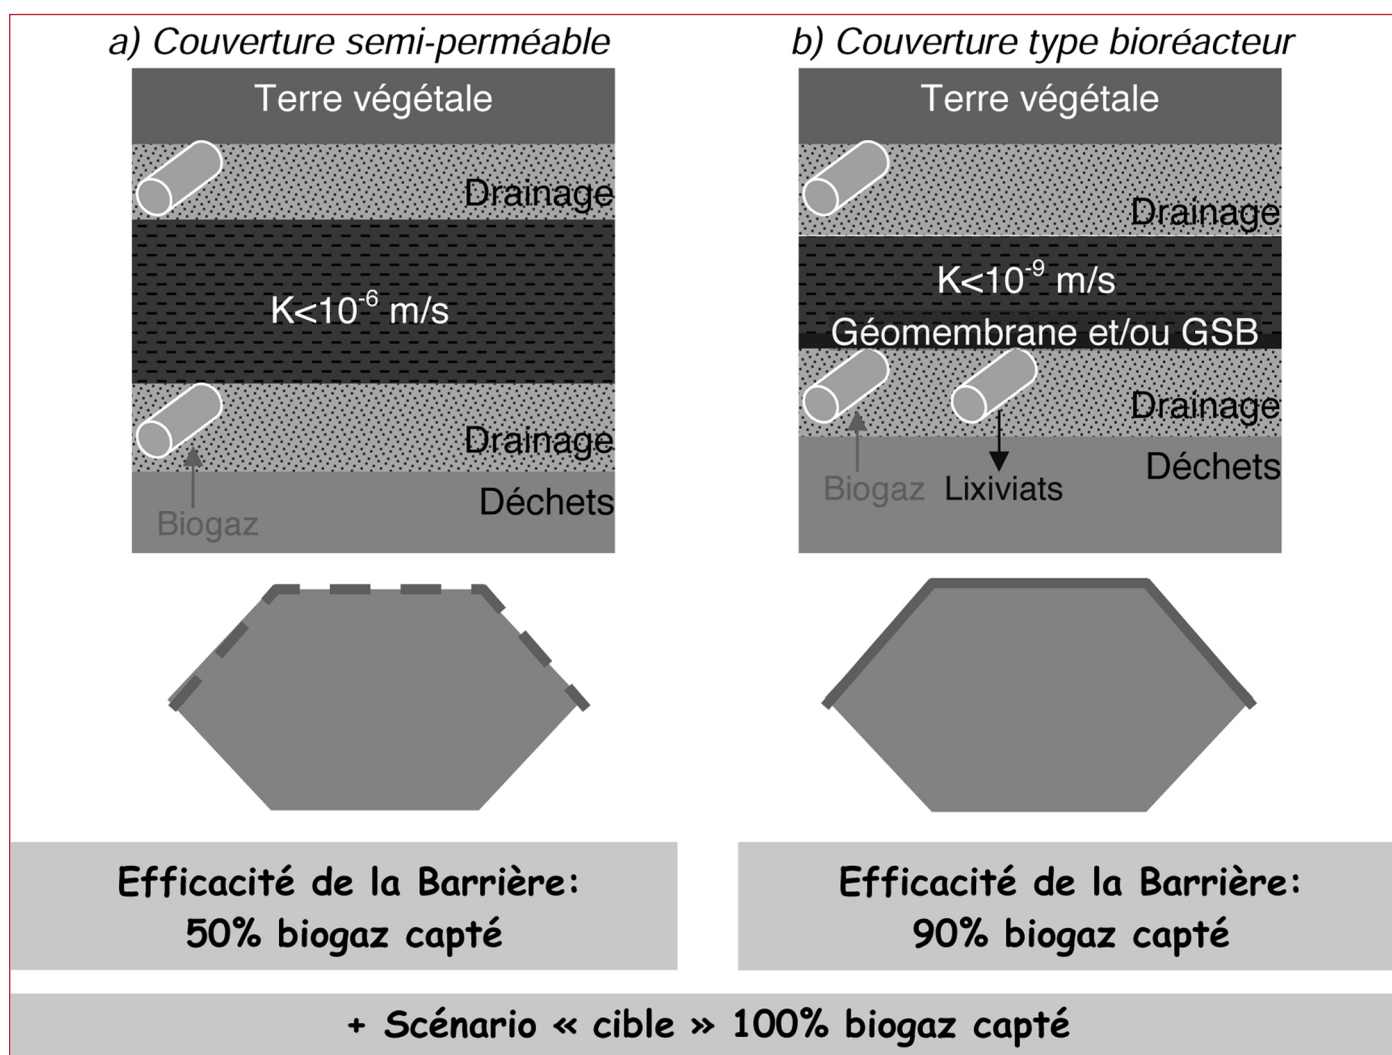 a) Couverture semi-perméable
Terre végétale
Drainage
K<10⁻⁶ m/s
Drainage
Déchets
Biogaz
b) Couverture type bioréacteur
Terre végétale
Drainage
K<10⁻⁹ m/s
Géomembrane et/ou GSB
Drainage
Déchets
Biogaz Lixiviats
Efficacité de la Barrière:
50% biogaz capté
Efficacité de la Barrière:
90% biogaz capté
+ Scénario « cible » 100% biogaz capté